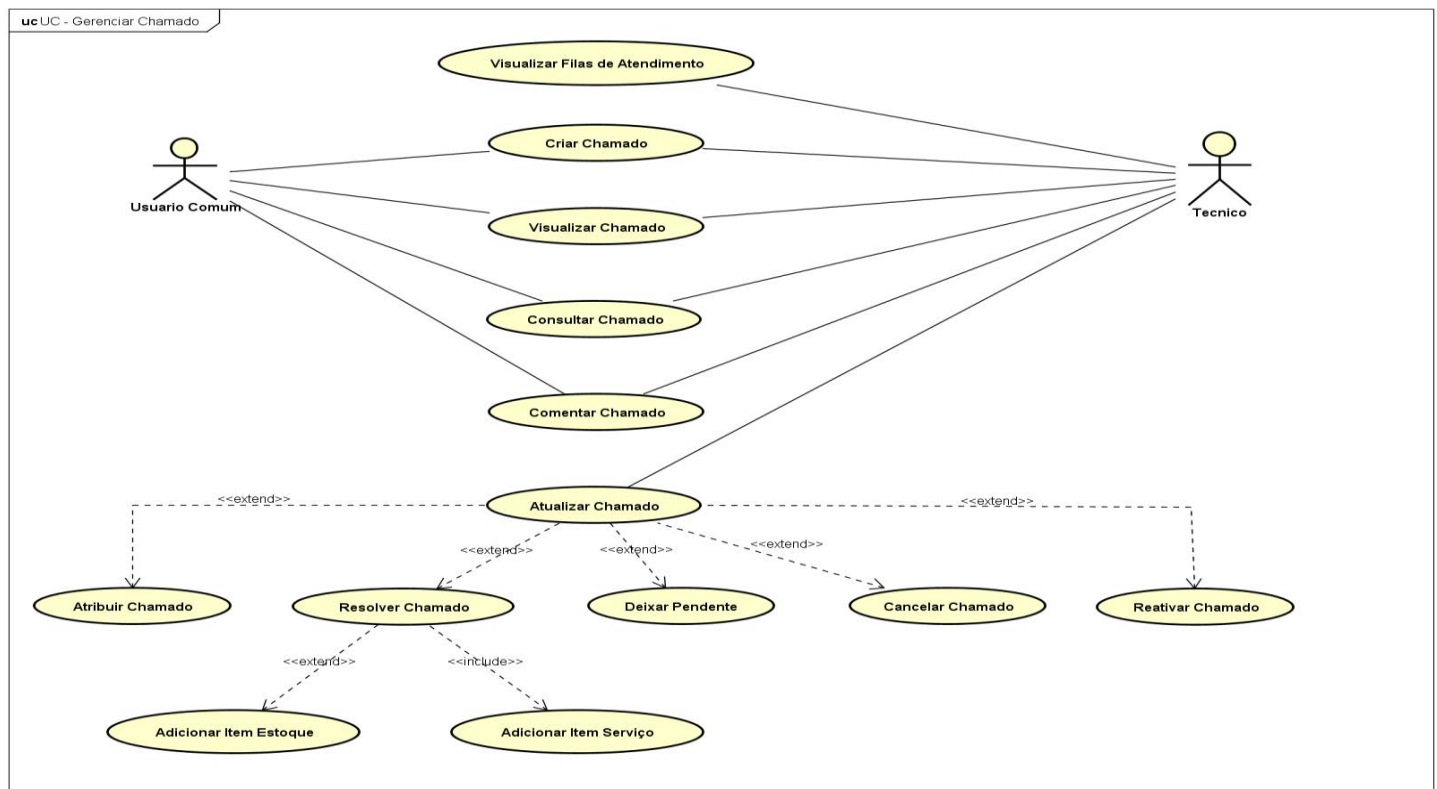 uc UC - Gerenciar Chamado
Visualizar Filas de Atendimento
Criar Chamado
Usuario Comum
Tecnico
Visualizar Chamado
Consultar Chamado
Comentar Chamado
Atualizar Chamado
<<extend>>
<<extend>>
<<extend>>
<<extend>>
<<extend>>
Atribuir Chamado
Resolver Chamado
Deixar Pendente
Cancelar Chamado
Reativar Chamado
<<extend>>
<<include>>
Adicionar Item Estoque
Adicionar Item Serviço